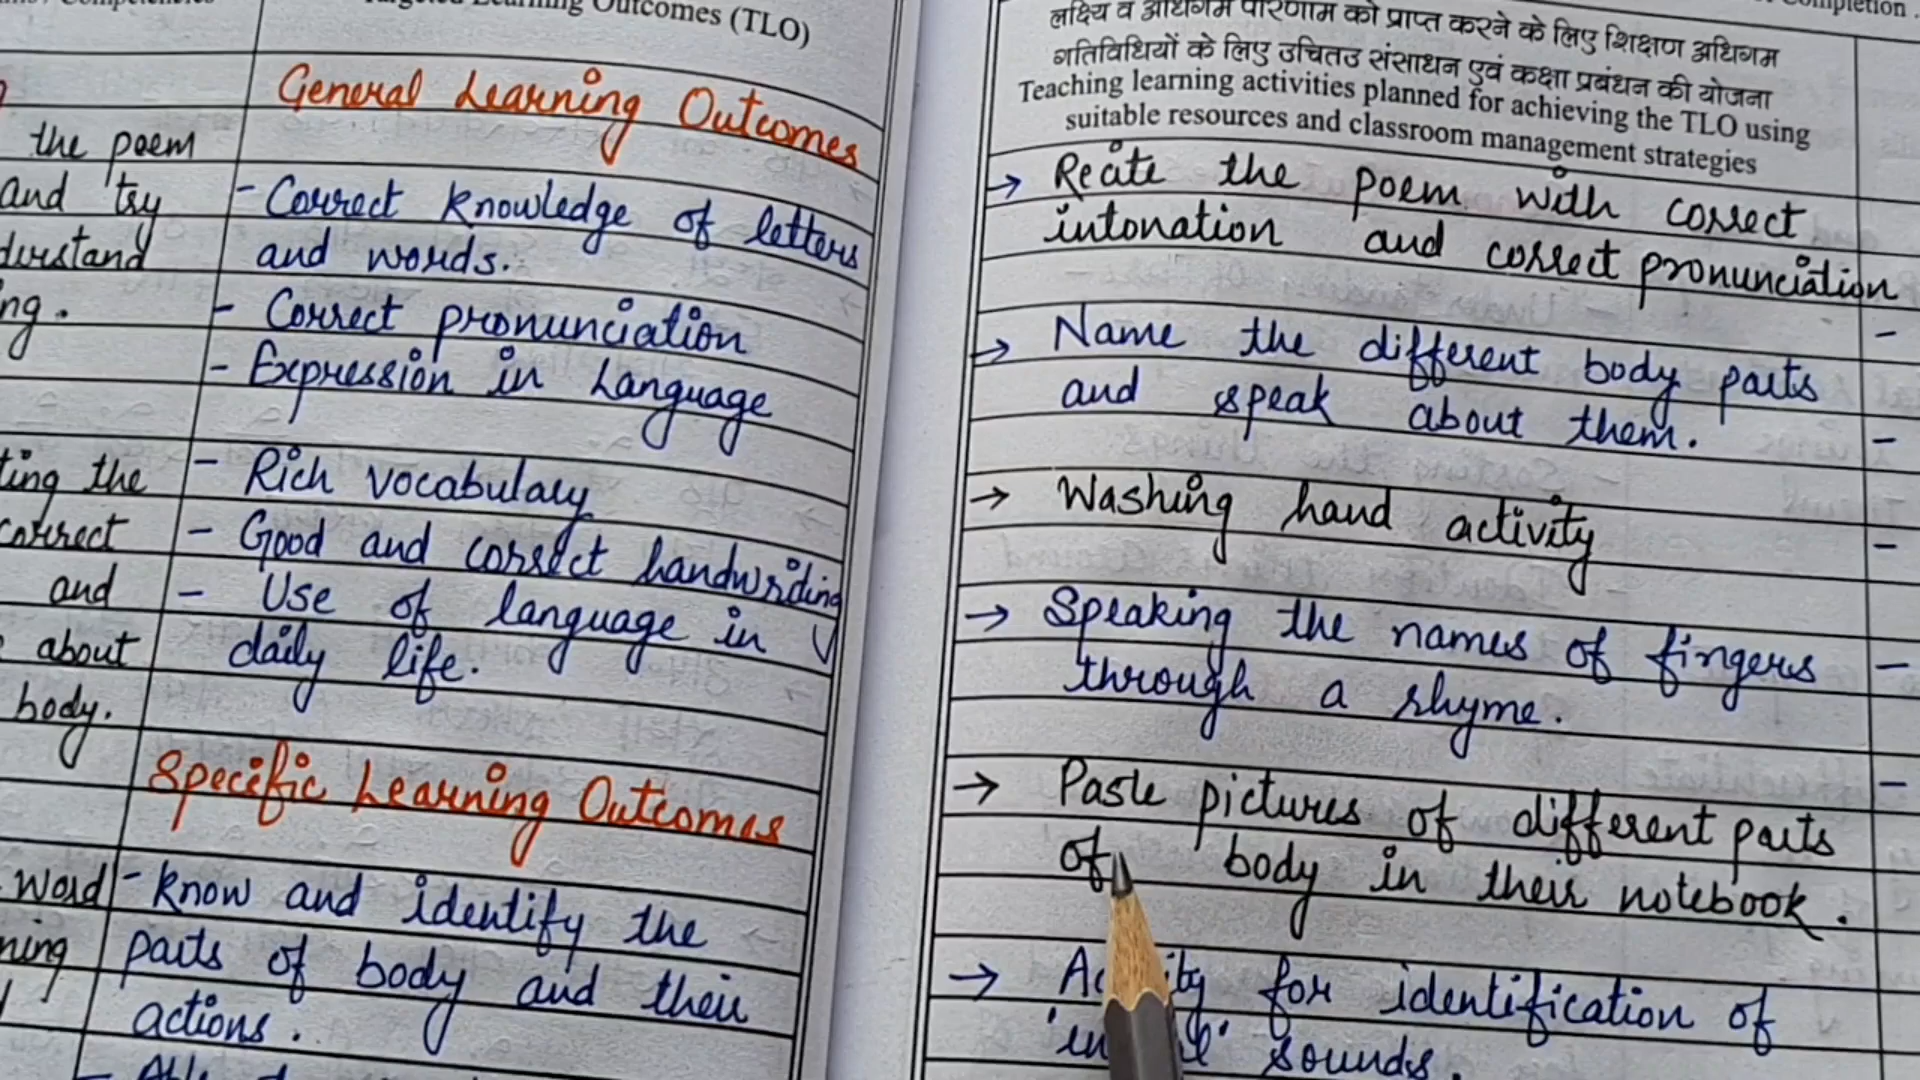 Learning Outcomes (TLO)
General Learning Outcomes
the poem
and try
ing.
ting the
correct
and
about
body.
Word
ning
- Correct knowledge of letters
and words.
- Correct pronunciation
- Expression in Language
- Rich vocabulary
- Good and correct handwriting
- Use of language in
daily life.
Specific Learning Outcomes
- know and identify the
parts of body and their
actions.
लक्ष्यि व अधिगम परिणाम को प्राप्त करने के लिए शिक्षण अधिगम
गतिविधियों के लिए उचितउ संसाधन एवं कक्षा प्रबंधन की योजना
Teaching learning activities planned for achieving the TLO using
suitable resources and classroom management strategies
→ Recite the poem with correct
intonation and correct pronunciation
→ Name the different body parts
and speak about them.
→ Washing hand activity
→ Speaking the names of fingers
through a rhyme.
→ Paste pictures of different parts
of body in their notebook.
→ for identification of
sounds.